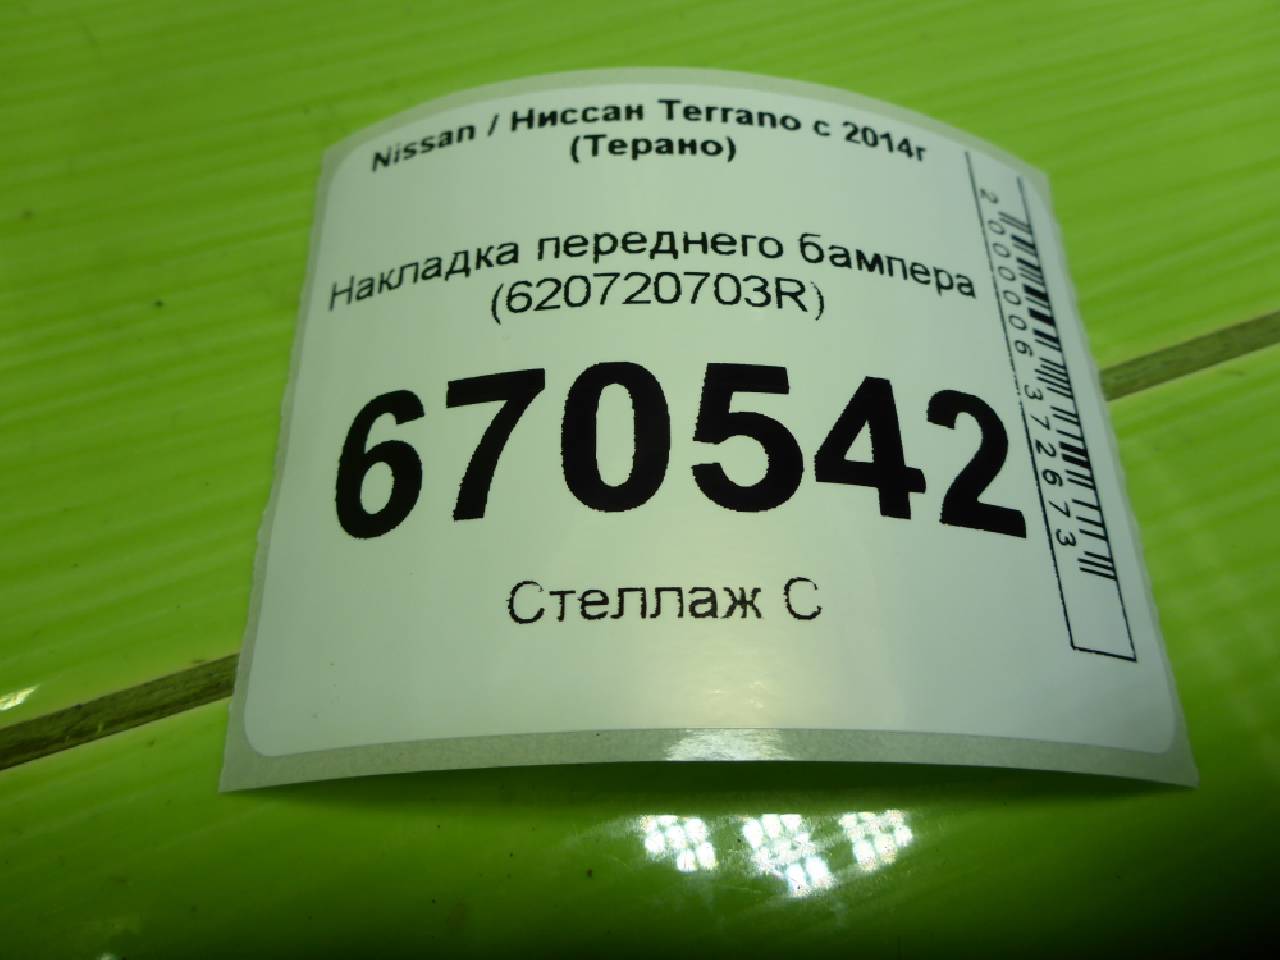 Nissan / Ниссан Terrano с 2014г
(Терано)
Накладка переднего бампера
(620720703R)
670542
Стеллаж С
2000006372673